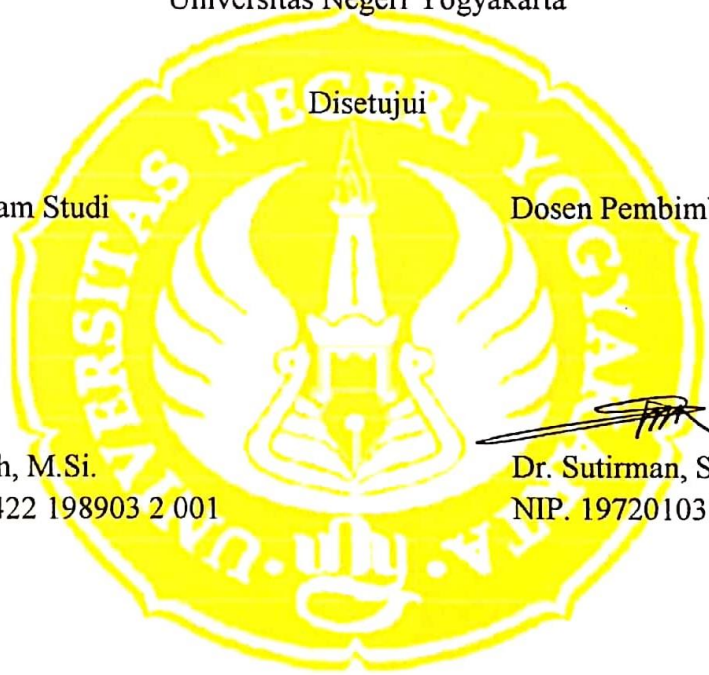 Universitas Negeri Yogyakarta
Disetujui
am Studi
Dosen Pembimb
h, M.Si.
422 198903 2 001
Dr. Sutirman, S
NIP. 19720103
UNIVERSITAS NEGERI YOGYAKARTA